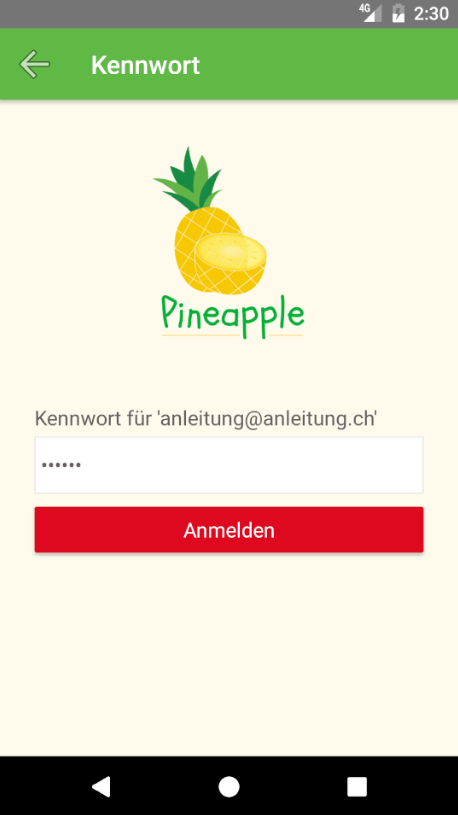 4G 2:30
Kennwort
Pineapple
Kennwort für 'anleitung@anleitung.ch'
••••••
Anmelden